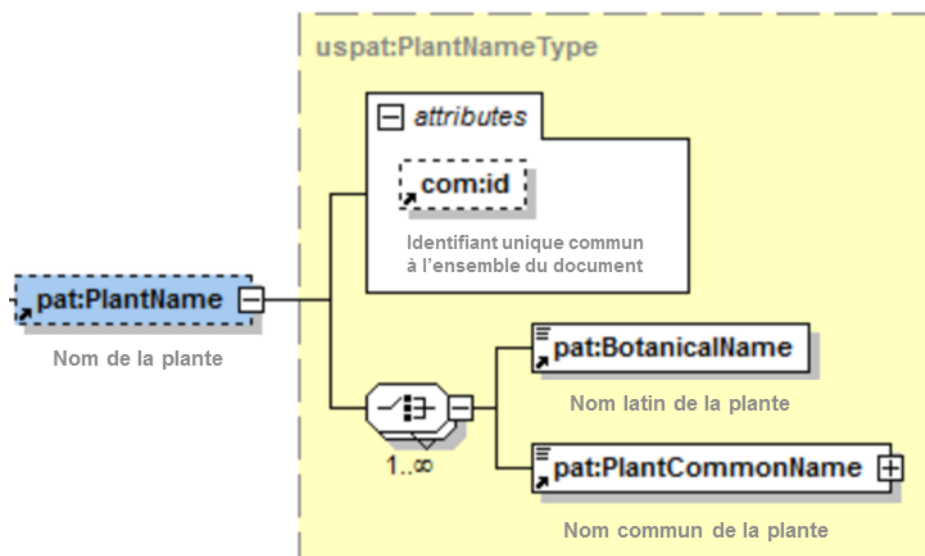 uspat:PlantNameType
attributes
com:id
Identifiant unique commun
à l'ensemble du document
pat:PlantName
Nom de la plante
pat:BotanicalName
Nom latin de la plante
1..∞
pat:PlantCommonName
Nom commun de la plante